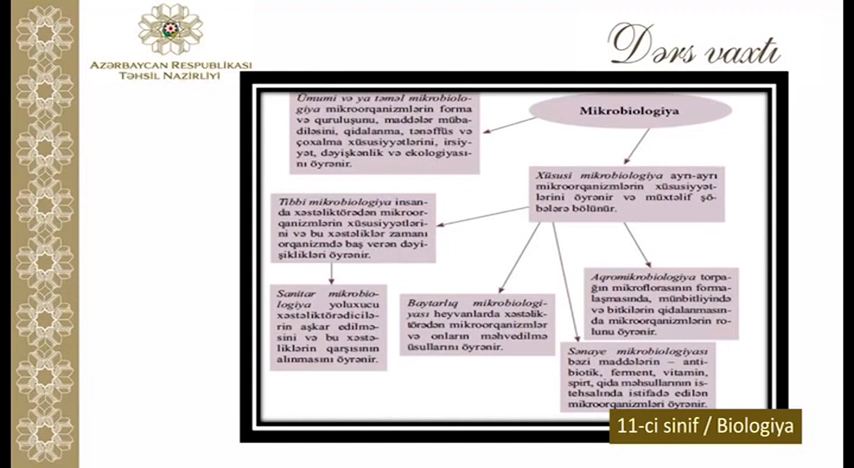 AZƏRBAYCAN RESPUBLİKASI
TƏHSİL NAZİRLİYİ
Dərs vaxtı
Ümumi və ya təməl mikrobiolo-
giya mikroorqanizmlərin forma
və quruluşunu, maddələr müba-
diləsini, qidalanma, tənəffüs və
çoxalma xüsusiyyətlərini, irsiy-
yət, dəyişkənlik və ekologiyası-
nı öyrənir.
Mikrobiologiya
Xüsusi mikrobiologiya ayrı-ayrı
mikroorqanizmlərin xüsusiyyət-
lərini öyrənir və müxtəlif şö-
bələrə bölünür.
Tibbi mikrobiologiya insan-
da xəstəliktörədən mikroor-
qanizmlərin xüsusiyyətləri-
ni və bu xəstəliklər zamanı
orqanizmdə baş verən dəyi-
şiklikləri öyrənir.
Sanitar mikrobio-
logiya yoluxucu
xəstəliktörədicilə-
rin aşkar edilmə-
sini və bu xəstə-
liklərin qarşısının
alınmasını öyrənir.
Baytarlıq mikrobiologi-
yası heyvanlarda xəstəlik-
törədən mikroorqanizmlər
və onların məhvedilmə
üsullarını öyrənir.
Aqromikrobiologiya torpa-
ğın mikroflorasının forma-
laşmasında, münbitliyində
və bitkilərin qidalanmasın-
da mikroorqanizmlərin ro-
lunu öyrənir.
Sənaye mikrobiologiyası
bəzi maddələrin – anti-
biotik, ferment, vitamin,
spirt, qida məhsullarının is-
tehsalında istifadə edilən
mikroorqanizmləri öyrənir.
11-ci sinif / Biologiya